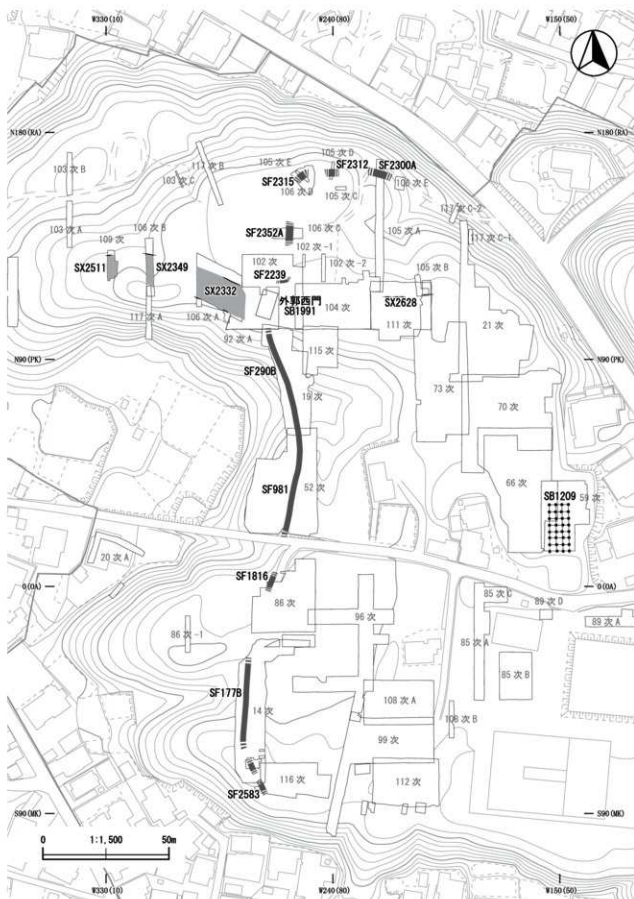 W330(10)
W240(80)
W150(50)
N180(RA)
N180(RA)
103次B
103次C
117次B
105次E
SF2315
106次D
105次D
SF2312
105次C
SF2300A
106次E
103次A
109次
106次B
SF2352A
106次C
105次A
117次C-2
117次C-1
SX2511
SX2349
SX2332
102次
102次-1
102次-2
SF2239
外郭西門
SB1991
104次
105次B
SX2628
111次
21次
117次A
106次A
92次A
N90(PK)
N90(PK)
SF290B
115次
19次
73次
70次
66次
SB1209
59次
SF981
52次
20次A
0(0A)
0(0A)
SF1816
86次
96次
85次C
89次D
89次A
86次-1
85次A
85次B
SF177B
14次
108次A
106次B
99次
SF2583
116次
112次
S90(MK)
S90(MK)
0
1:1,500
50m
W330(10)
W240(80)
W150(50)